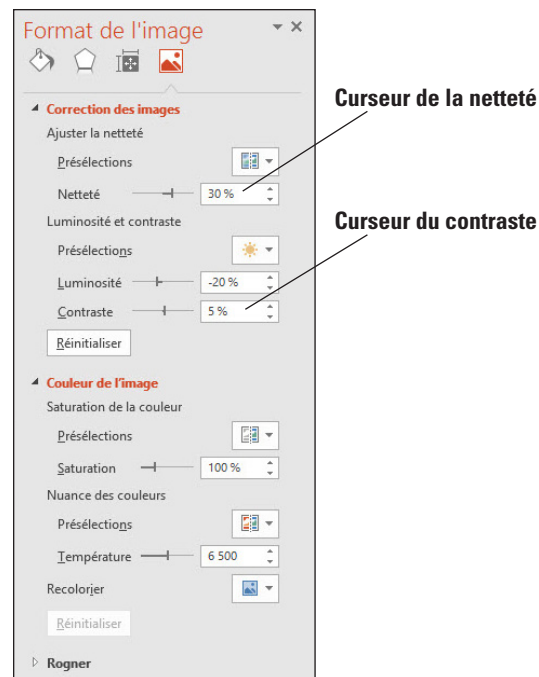 Format de l'image
Correction des images
Ajuster la netteté
Présélections
Netteté 30 %
Luminosité et contraste
Présélections
Luminosité -20 %
Contraste 5 %
Réinitialiser
Couleur de l'image
Saturation de la couleur
Présélections
Saturation 100 %
Nuance des couleurs
Présélections
Température 6 500
Recolorier
Réinitialiser
Rogner
Curseur de la netteté
Curseur du contraste